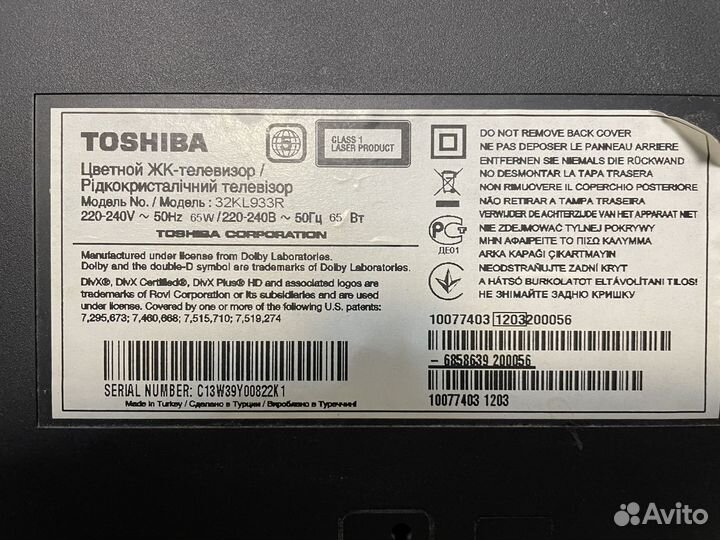 TOSHIBA
5
CLASS 1
LASER PRODUCT
Цветной ЖК-телевизор /
Рідкокристалічний телевізор
Модель No. / Модель : 32KL933R
220-240V ~ 50Hz 65W / 220-240В ~ 50Гц 65 Вт
TOSHIBA CORPORATION
Manufactured under license from Dolby Laboratories.
Dolby and the double-D symbol are trademarks of Dolby Laboratories.
DivX®, DivX Certified®, DivX Plus® HD and associated logos are
trademarks of Rovi Corporation or its subsidiaries and are used
under license. Covered by one or more of the following U.S. patents:
7,295,673; 7,460,668; 7,515,710; 7,519,274
SERIAL NUMBER: C13W39Y00822K1
Made in Turkey / Сделано в Турции / Вироблено в Туреччині
ДЕ01
DO NOT REMOVE BACK COVER
NE PAS DEPOSER LE PANNEAU ARRIERE
ENTFERNEN SIE NIEMALS DIE RÜCKWAND
NO DESMONTAR LA TAPA TRASERA
NON RIMUOVERE IL COPERCHIO POSTERIORE
NÃO RETIRAR A TAMPA TRASEIRA
VERWIJDER DE ACHTERZIJDE VAN HET APPARAAT NIET
НЕ ЗДЕЙМОВАТЬ ТЫЛЬНОЙ ПОКРЫВКУ
ΜΗΝ ΑΦΑΙΡΕΙΤΕ ΤΟ ΠΙΣΩ ΚΑΛΥΜΜΑ
ARKA KAPAĞI ÇIKARTMAYIN
NEODSTRAŇUJTE ZADNÍ KRYT
A HÁTSÓ BURKOLATOT ELTÁVOLÍTANI TILOS!
НЕ ЗНІМАЙТЕ ЗАДНЮ КРИШКУ
10077403 1203 200056
- 6858639 200056
10077403 1203
Avito